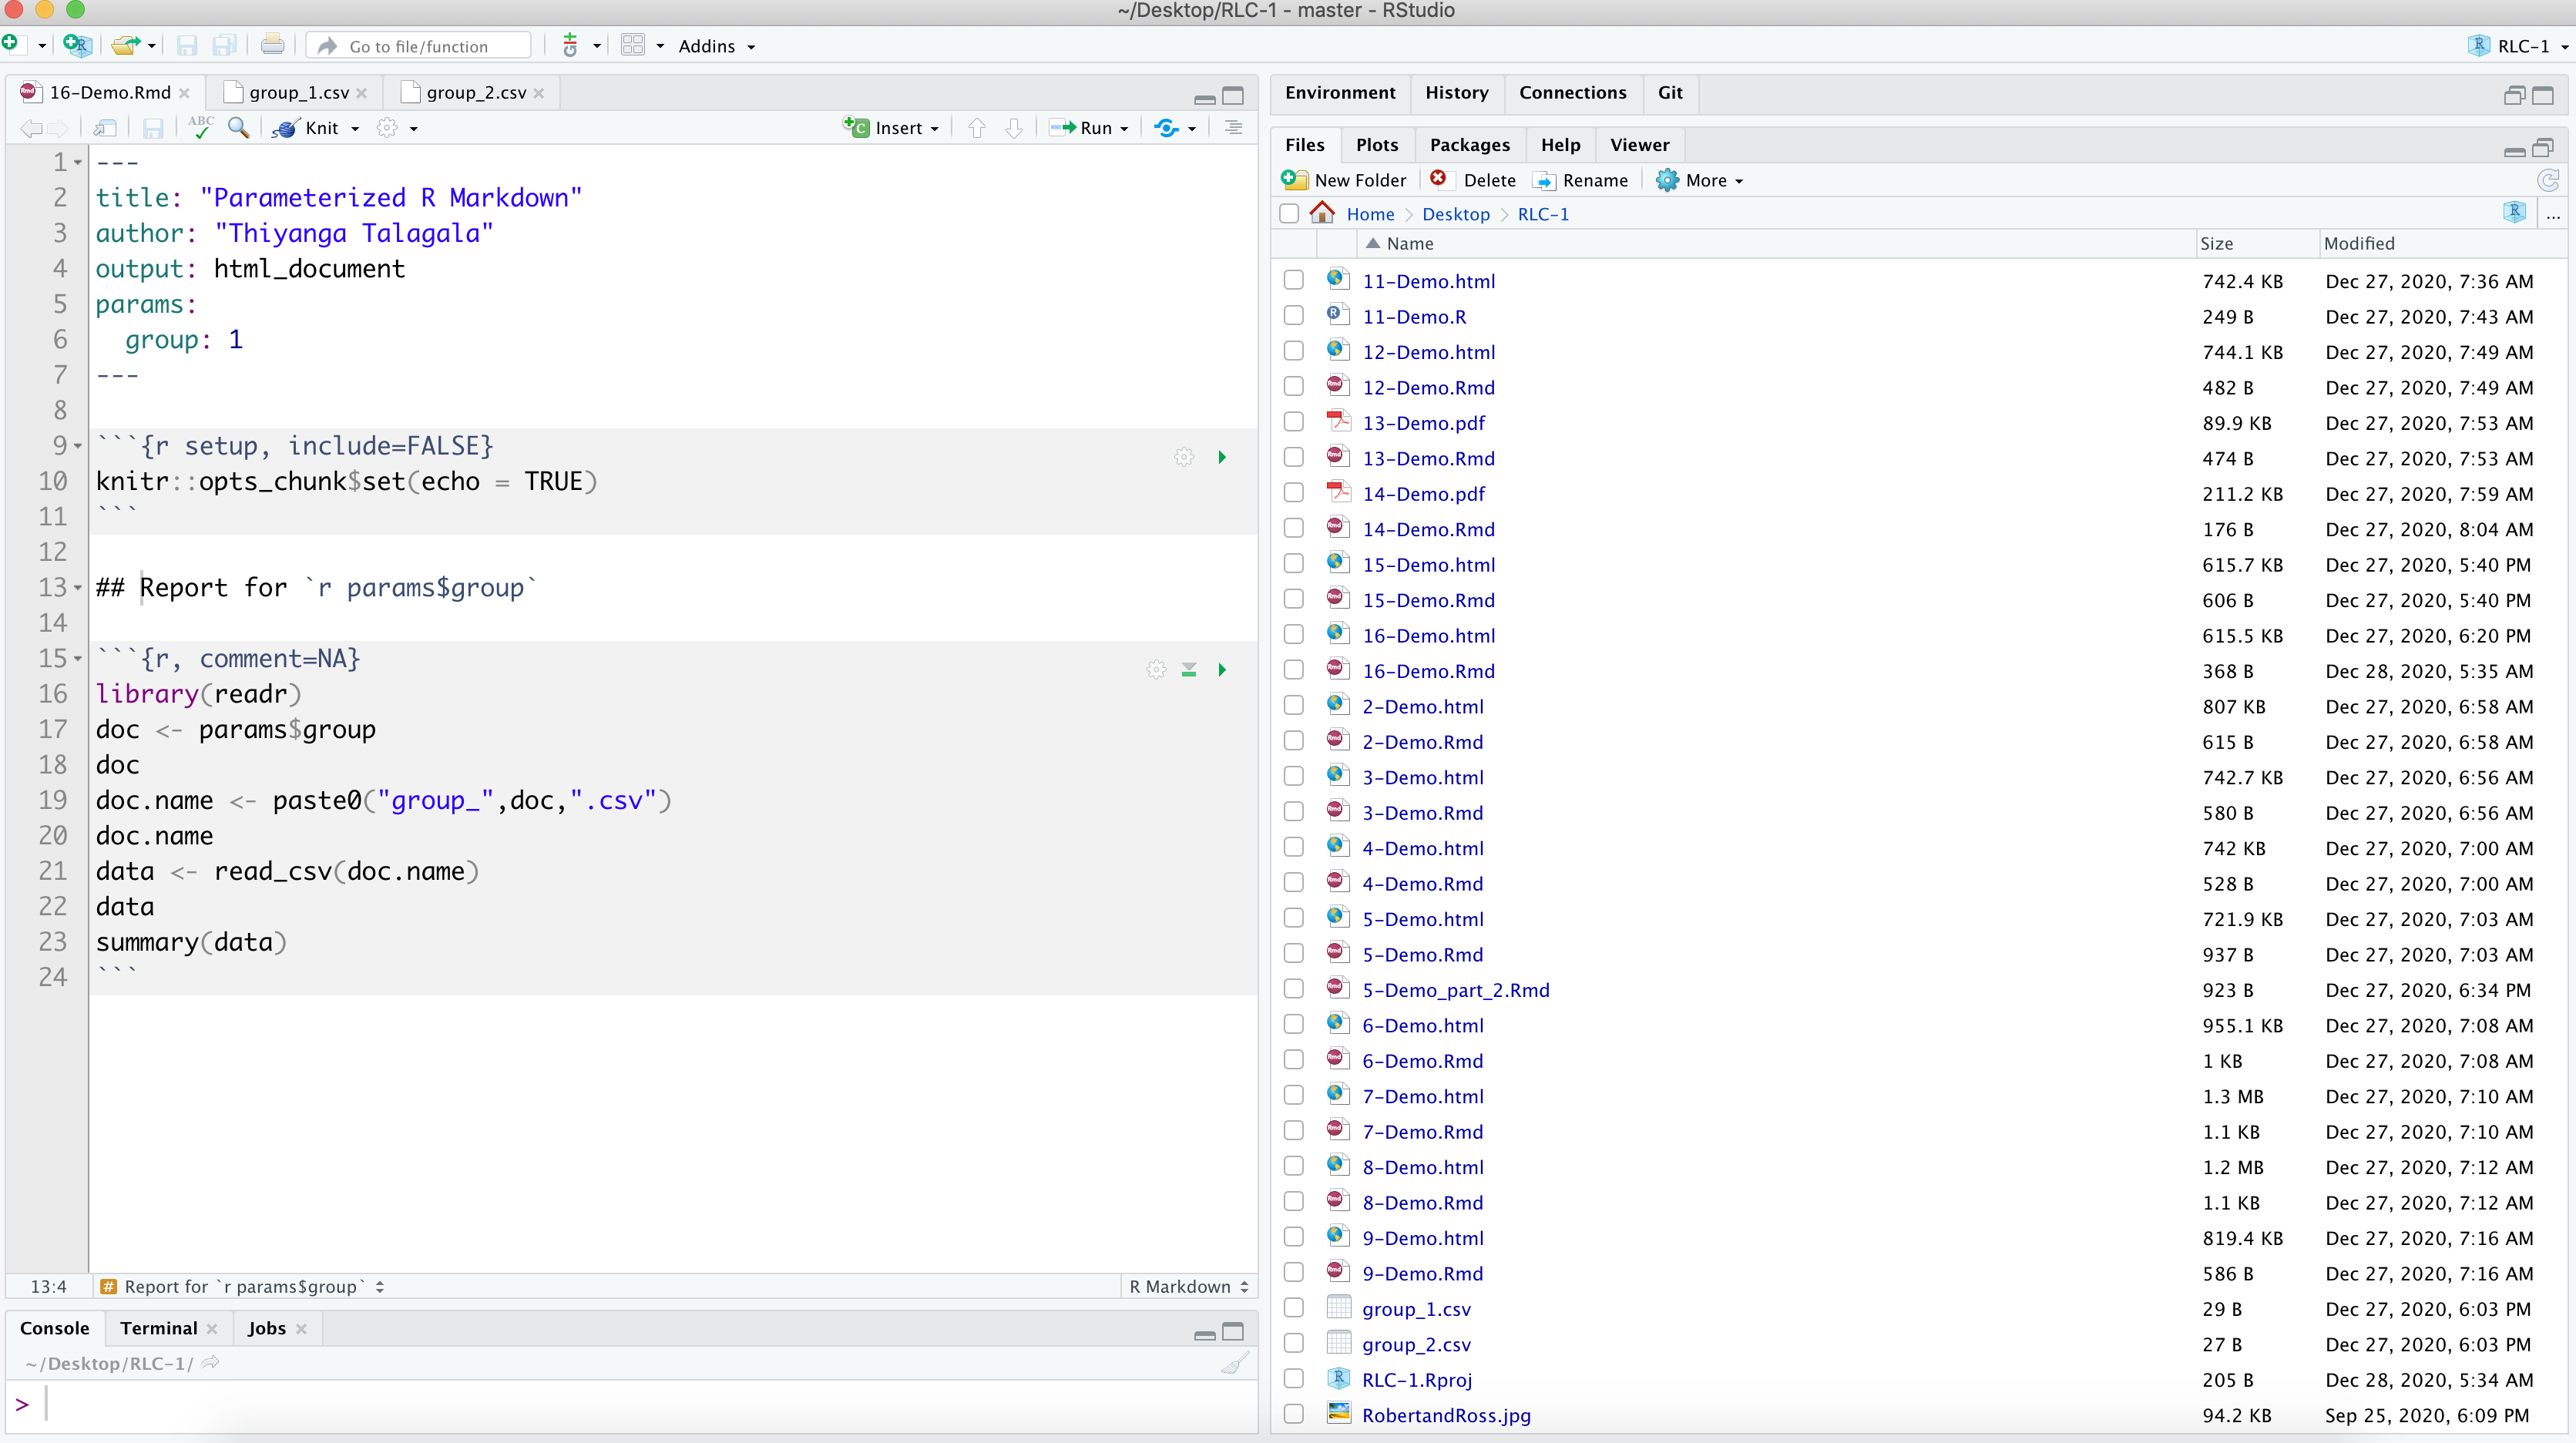 ~/Desktop/RLC-1 - master - RStudio
Go to file/function
Addins
RLC-1
16-Demo.Rmd
group_1.csv
group_2.csv
ABC
Knit
Insert
Run
1 ---
2 title: "Parameterized R Markdown"
3 author: "Thiyanga Talagala"
4 output: html_document
5 params:
6   group: 1
7 ---
8
9 ```{r setup, include=FALSE}
10 knitr::opts_chunk$set(echo = TRUE)
11 ```
12
13 ## Report for `r params$group`
14
15 ```{r, comment=NA}
16 library(readr)
17 doc <- params$group
18 doc
19 doc.name <- paste0("group_",doc,".csv")
20 doc.name
21 data <- read_csv(doc.name)
22 data
23 summary(data)
24 ```
13:4 # Report for `r params$group` R Markdown
Console Terminal Jobs
~/Desktop/RLC-1/
>
Environment History Connections Git
Files Plots Packages Help Viewer
New Folder Delete Rename More
Home Desktop RLC-1 ...
Name Size Modified
11-Demo.html 742.4 KB Dec 27, 2020, 7:36 AM
11-Demo.R 249 B Dec 27, 2020, 7:43 AM
12-Demo.html 744.1 KB Dec 27, 2020, 7:49 AM
12-Demo.Rmd 482 B Dec 27, 2020, 7:49 AM
13-Demo.pdf 89.9 KB Dec 27, 2020, 7:53 AM
13-Demo.Rmd 474 B Dec 27, 2020, 7:53 AM
14-Demo.pdf 211.2 KB Dec 27, 2020, 7:59 AM
14-Demo.Rmd 176 B Dec 27, 2020, 8:04 AM
15-Demo.html 615.7 KB Dec 27, 2020, 5:40 PM
15-Demo.Rmd 606 B Dec 27, 2020, 5:40 PM
16-Demo.html 615.5 KB Dec 27, 2020, 6:20 PM
16-Demo.Rmd 368 B Dec 28, 2020, 5:35 AM
2-Demo.html 807 KB Dec 27, 2020, 6:58 AM
2-Demo.Rmd 615 B Dec 27, 2020, 6:58 AM
3-Demo.html 742.7 KB Dec 27, 2020, 6:56 AM
3-Demo.Rmd 580 B Dec 27, 2020, 6:56 AM
4-Demo.html 742 KB Dec 27, 2020, 7:00 AM
4-Demo.Rmd 528 B Dec 27, 2020, 7:00 AM
5-Demo.html 721.9 KB Dec 27, 2020, 7:03 AM
5-Demo.Rmd 937 B Dec 27, 2020, 7:03 AM
5-Demo_part_2.Rmd 923 B Dec 27, 2020, 6:34 PM
6-Demo.html 955.1 KB Dec 27, 2020, 7:08 AM
6-Demo.Rmd 1 KB Dec 27, 2020, 7:08 AM
7-Demo.html 1.3 MB Dec 27, 2020, 7:10 AM
7-Demo.Rmd 1.1 KB Dec 27, 2020, 7:10 AM
8-Demo.html 1.2 MB Dec 27, 2020, 7:12 AM
8-Demo.Rmd 1.1 KB Dec 27, 2020, 7:12 AM
9-Demo.html 819.4 KB Dec 27, 2020, 7:16 AM
9-Demo.Rmd 586 B Dec 27, 2020, 7:16 AM
group_1.csv 29 B Dec 27, 2020, 6:03 PM
group_2.csv 27 B Dec 27, 2020, 6:03 PM
RLC-1.Rproj 205 B Dec 28, 2020, 5:34 AM
RobertandRoss.jpg 94.2 KB Sep 25, 2020, 6:09 PM